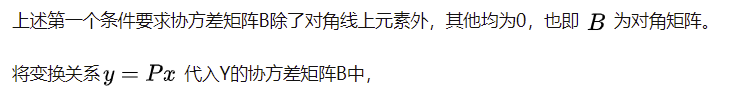 上述第一个条件要求协方差矩阵B除了对角线上元素外，其他均为0，也即 B 为对角矩阵。
将变换关系y = Px 代入Y的协方差矩阵B中，